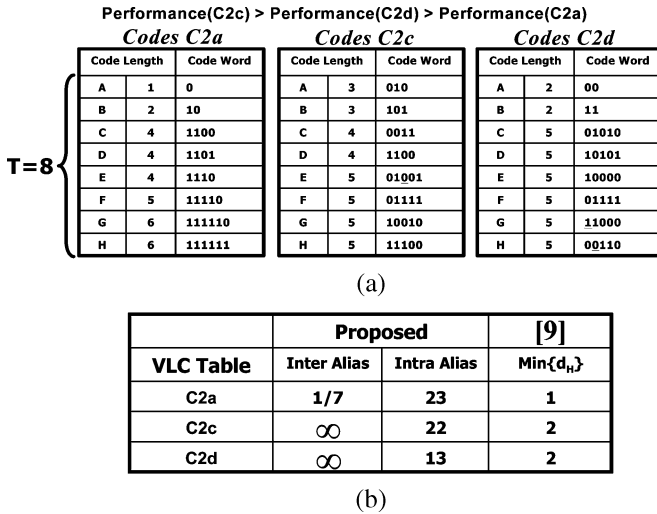 Performance(C2c) > Performance(C2d) > Performance(C2a)
Codes C2a Codes C2c Codes C2d
Code Length Code Word Code Length Code Word Code Length Code Word
A 1 0 A 3 010 A 2 00
B 2 10 B 3 101 B 2 11
C 4 1100 C 4 0011 C 5 01010
D 4 1101 D 4 1100 D 5 10101
T=8 E 4 1110 E 5 01001 E 5 10000
F 5 11110 F 5 01111 F 5 01111
G 6 111110 G 5 10010 G 5 11000
H 6 111111 H 5 11100 H 5 00110
(a)
Proposed [9]
VLC Table Inter Alias Intra Alias Min{dH}
C2a 1/7 23 1
C2c ∞ 22 2
C2d ∞ 13 2
(b)